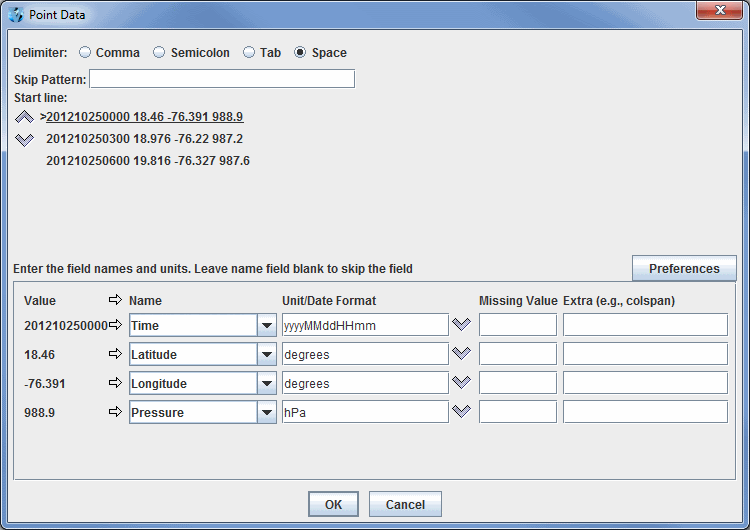 Point Data
Delimiter: Comma Semicolon Tab Space
Skip Pattern:
Start line:
>201210250000 18.46 -76.391 988.9
201210250300 18.976 -76.22 987.2
201210250600 19.816 -76.327 987.6
Enter the field names and units. Leave name field blank to skip the field Preferences
Value Name Unit/Date Format Missing Value Extra (e.g., colspan)
201210250000 Time yyyyMMddHHmm
18.46 Latitude degrees
-76.391 Longitude degrees
988.9 Pressure hPa
OK Cancel